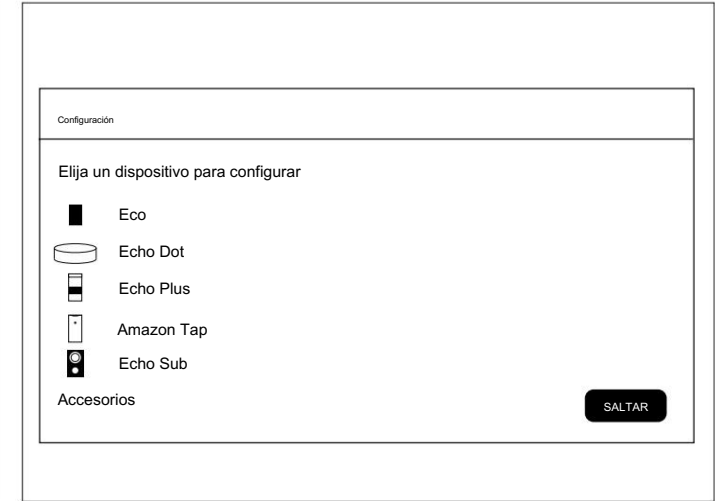 Configuración
Elija un dispositivo para configurar
Eco
Echo Dot
Echo Plus
Amazon Tap
Echo Sub
Accesorios
SALTAR